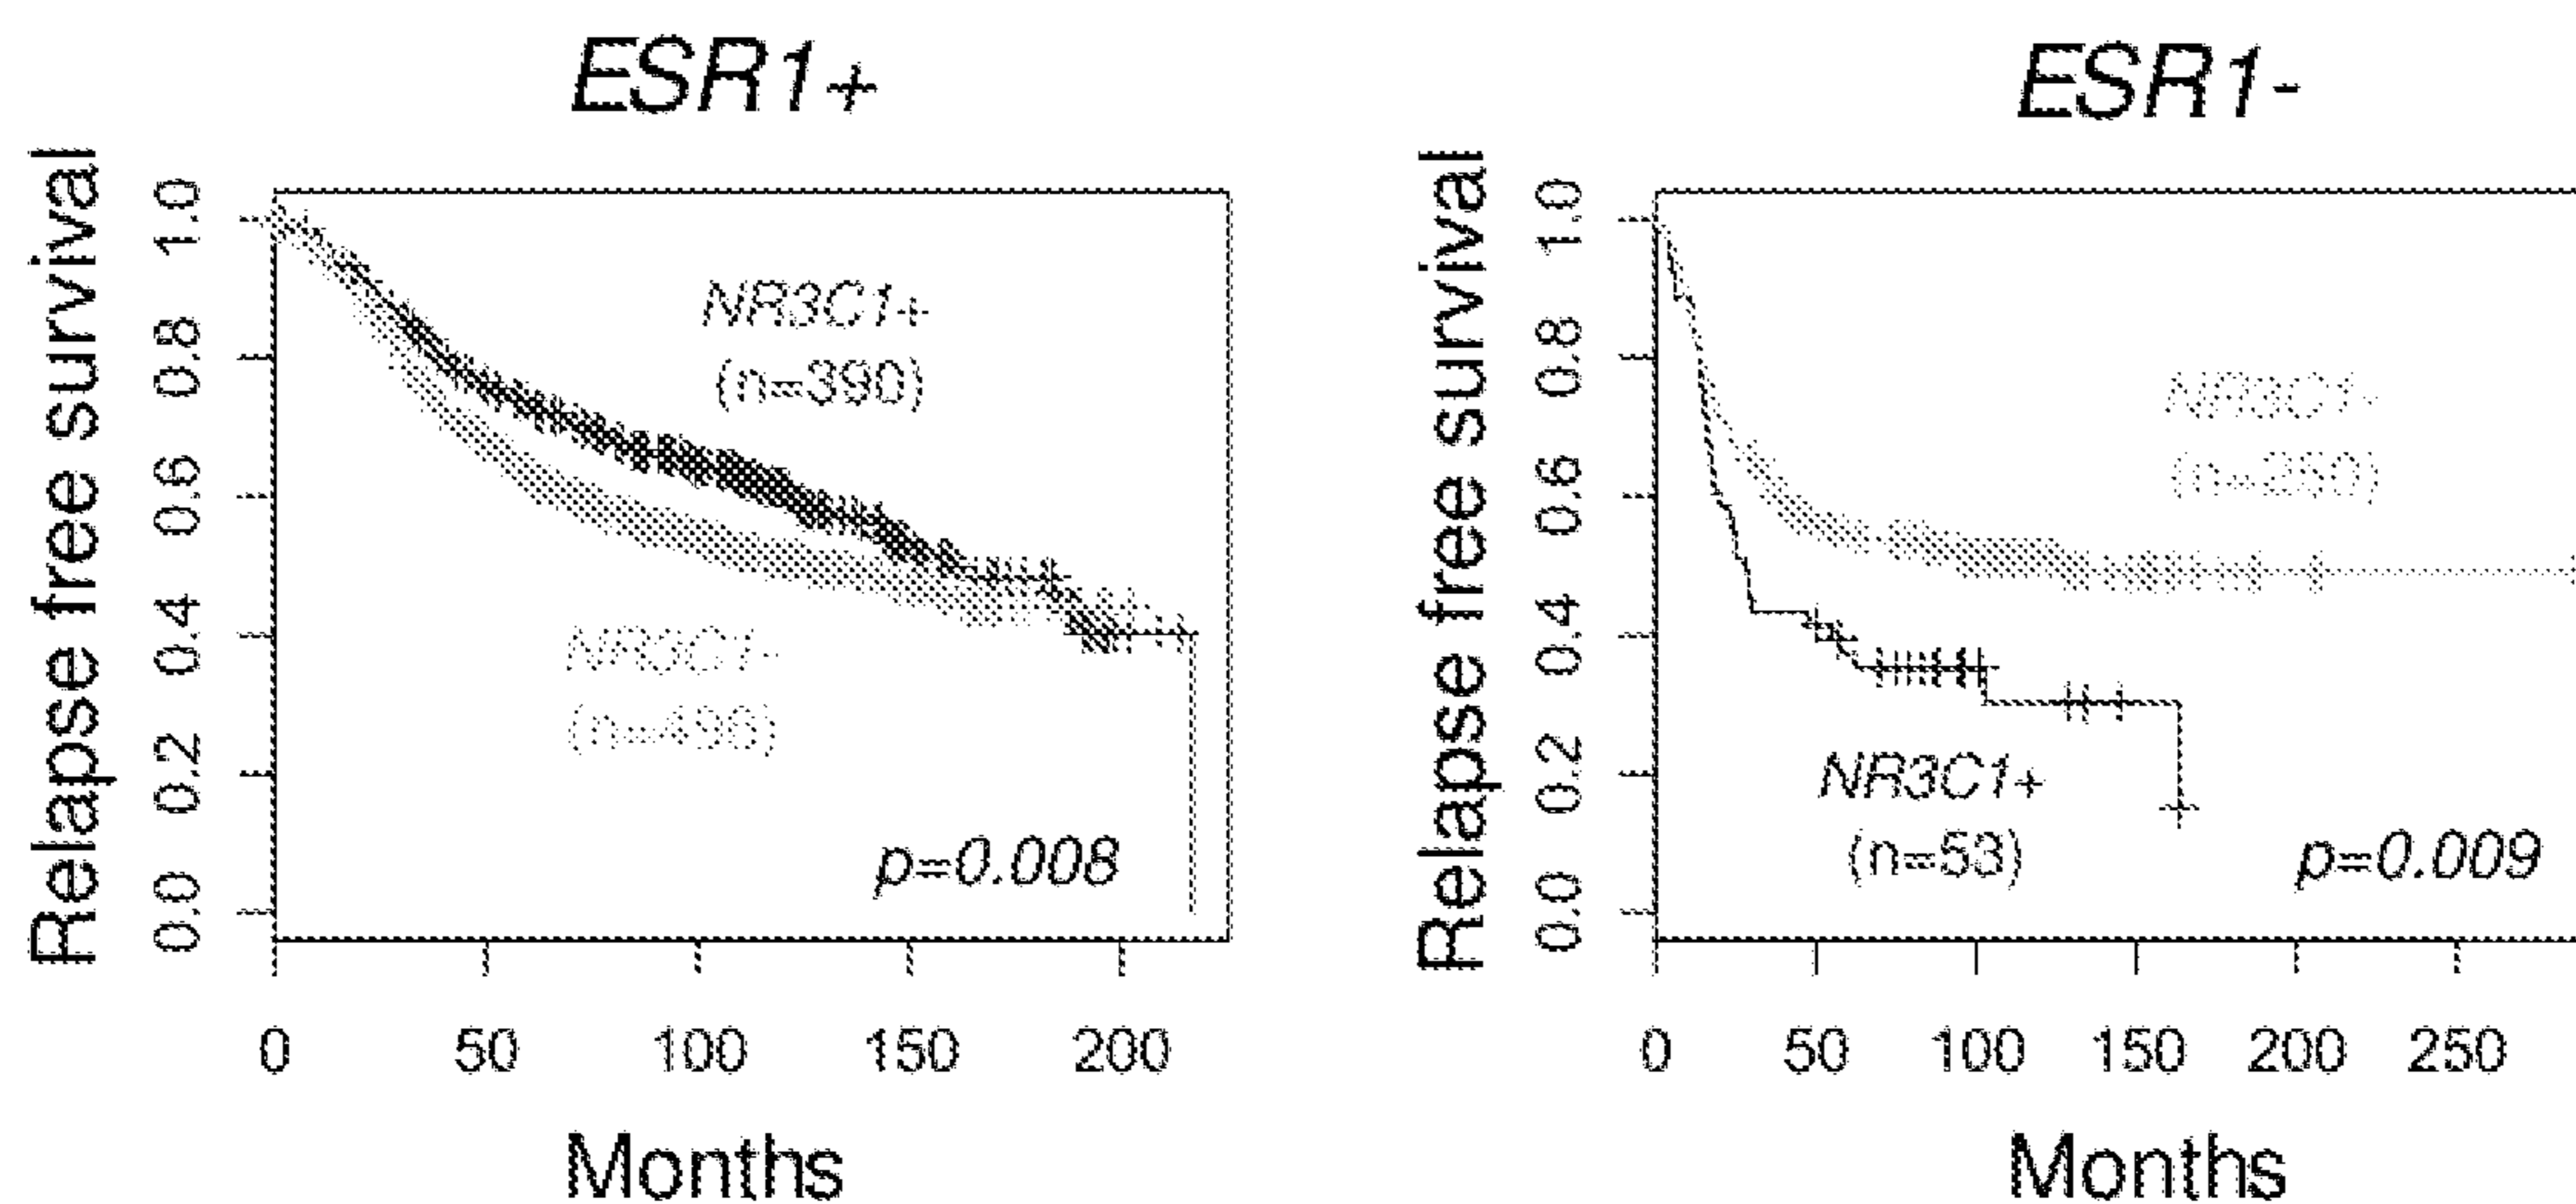 ESR1+
Relapse free survival
1.0
0.8
0.6
0.4
0.2
0.0
NR3C1+
(n=390)
NR3C1-
p=0.008
0 50 100 150 200
Months
ESR1-
Relapse free survival
1.0
0.8
0.6
0.4
0.2
0.0
NR3C1-
NR3C1+
(n=53)
p=0.009
0 50 100 150 200 250
Months